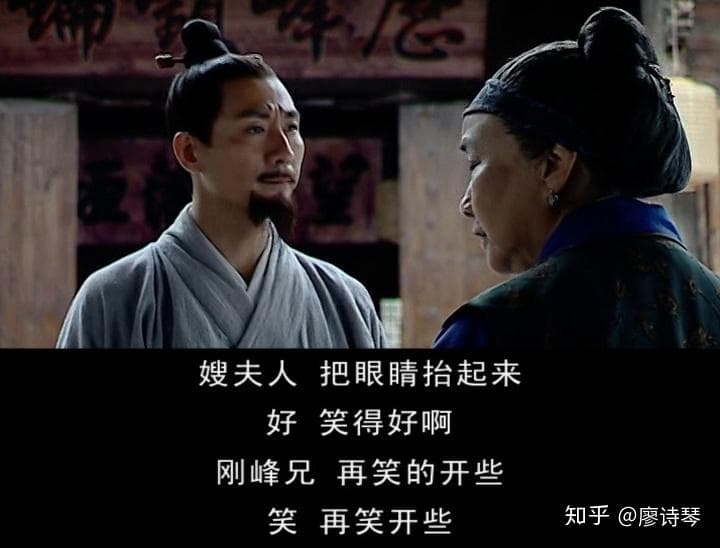 嫂夫人 把眼睛抬起来
好 笑得好啊
刚峰兄 再笑的开些
笑 再笑开些
知乎 @廖诗琴